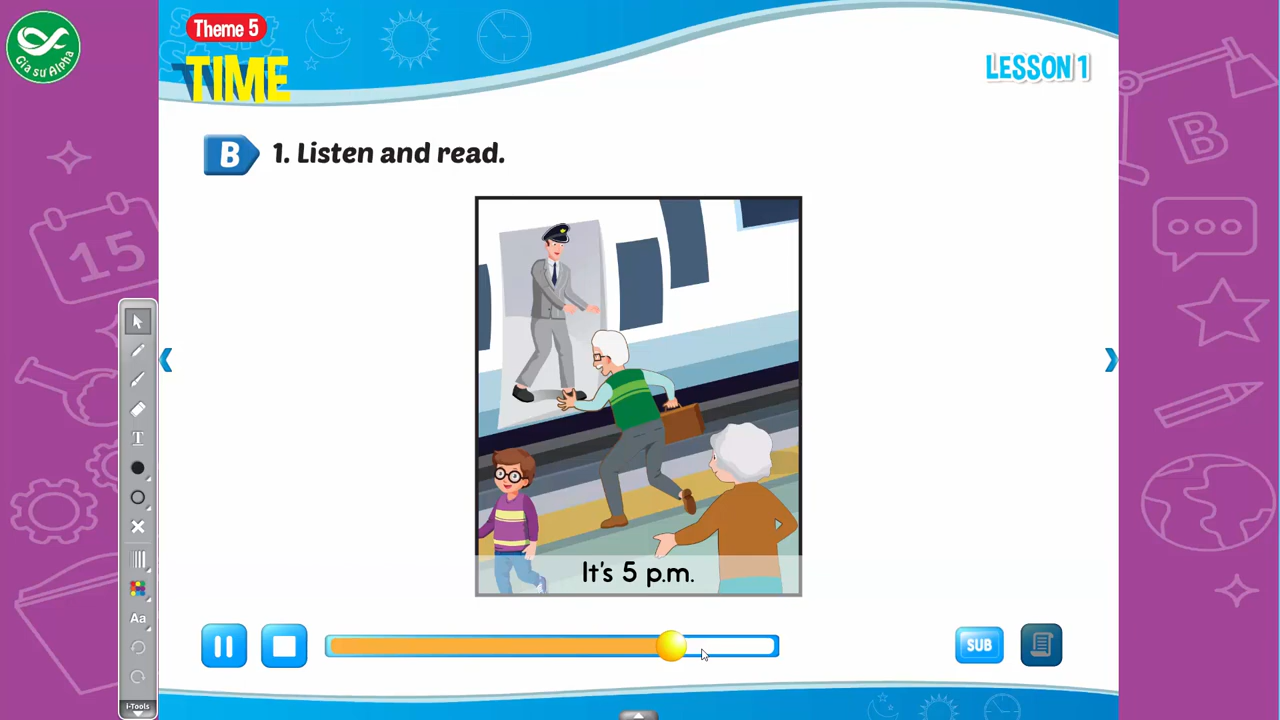 Gia sư Alpha
Theme 5
TIME
LESSON 1
B
1. Listen and read.
15
B
It's 5 p.m.
T
Aa
i-Tools
SUB